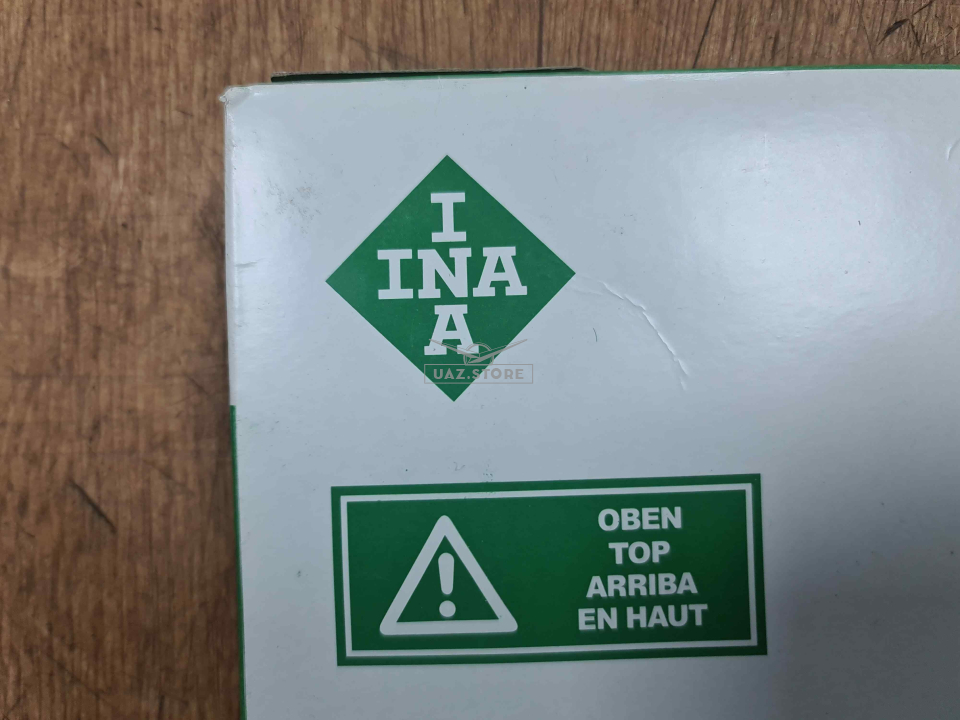 I
INA
A
UAZ.STORE
OBEN
TOP
ARRIBA
EN HAUT